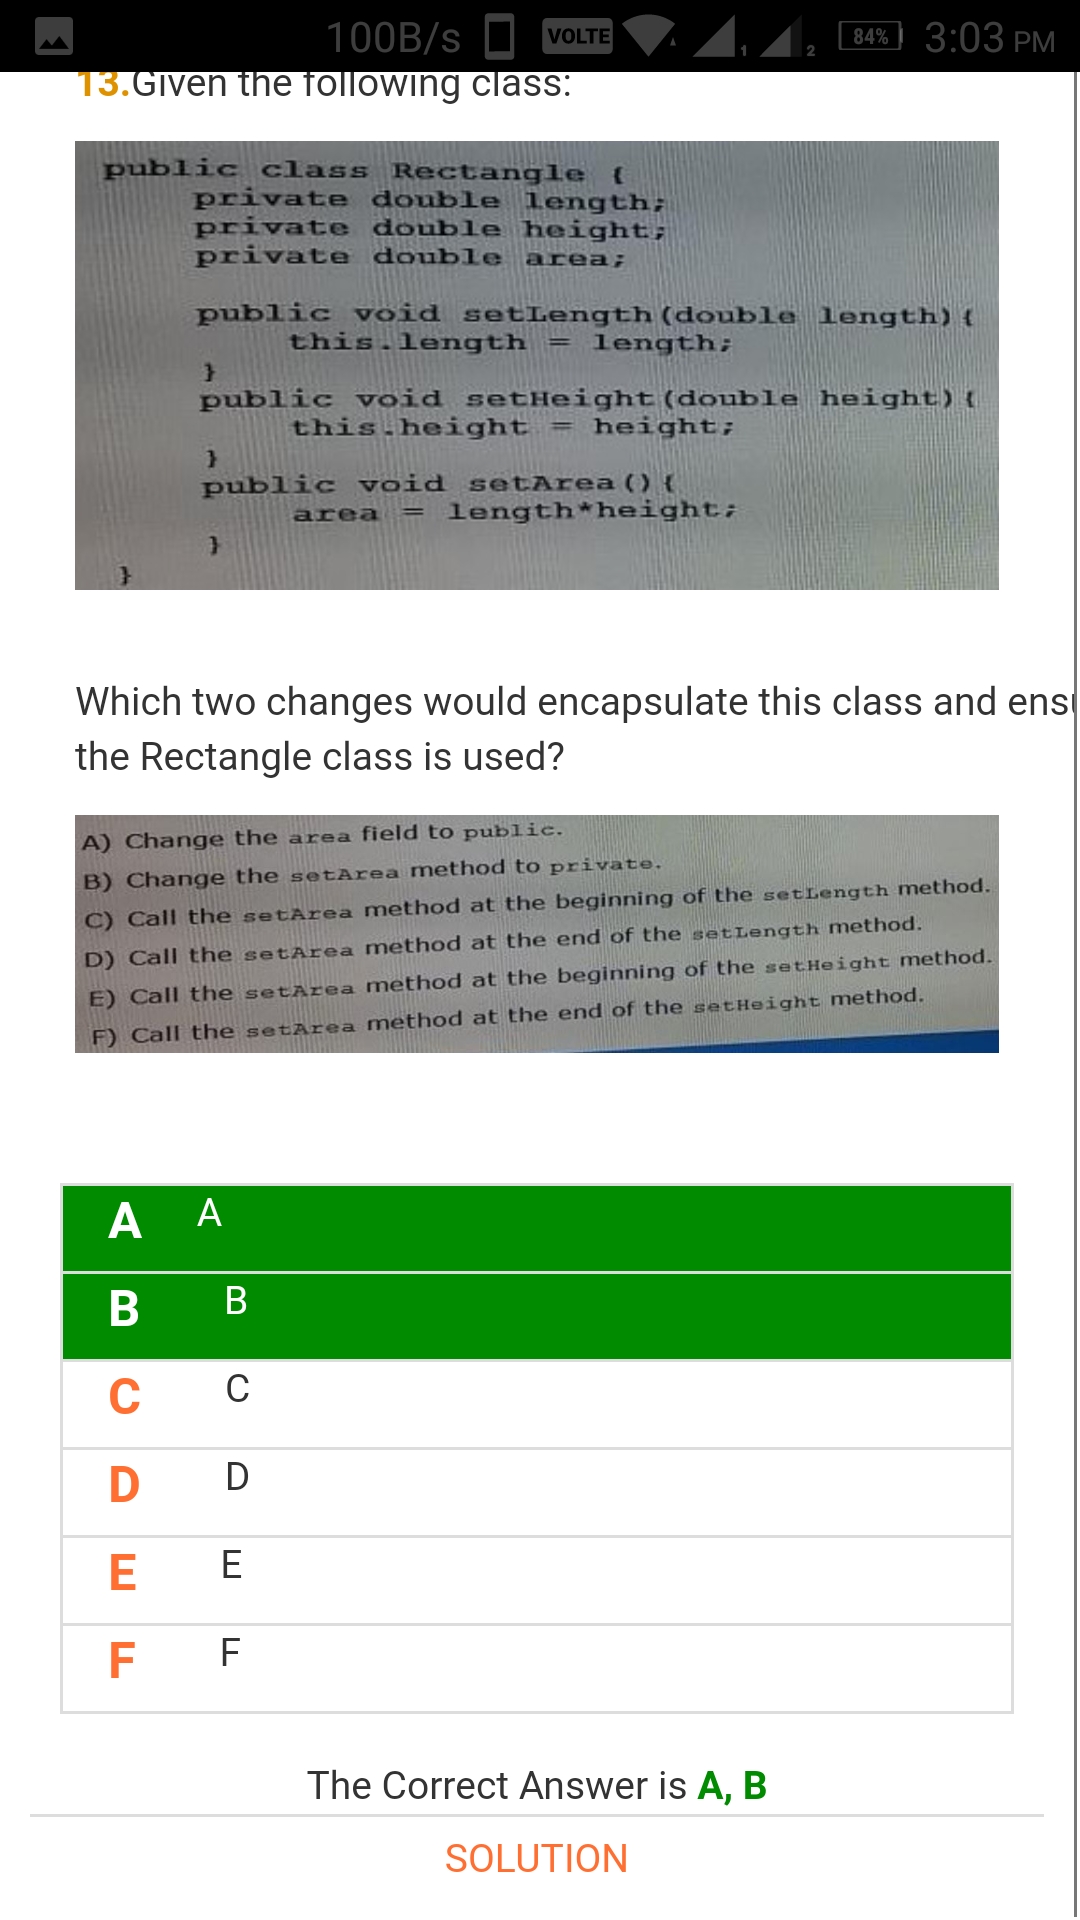 100B/s VOLTE 1 2 84% 3:03 PM
13.Given the following class:
public class Rectangle {
private double length;
private double height;
private double area;
public void setLength(double length){
this.length = length;
}
public void setHeight(double height){
this.height = height;
}
public void setArea(){
area = length*height;
}
}
Which two changes would encapsulate this class and ens
the Rectangle class is used?
A) Change the area field to public.
B) Change the setArea method to private.
C) Call the setArea method at the beginning of the setLength method.
D) Call the setArea method at the end of the setLength method.
E) Call the setArea method at the beginning of the setHeight method.
F) Call the setArea method at the end of the setHeight method.
A A
B B
C C
D D
E E
F F
The Correct Answer is A, B
SOLUTION